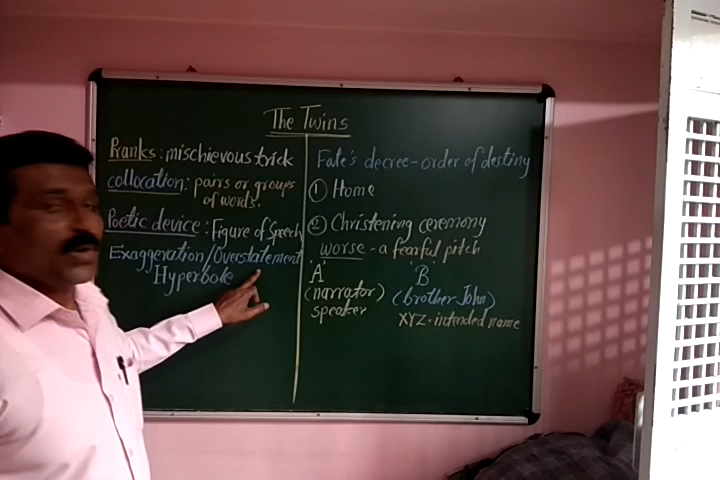 The Twins
Pranks: mischievous trick
collocation: pairs or groups
of words.
Poetic device: Figure of Speech
Exaggeration/Overstatement
Hyperbole
Fate's decree-order of destiny
① Home
② Christening ceremony
worse - a fearful pitch
'A'
(narrator)
speaker
'B'
(brother John)
XYZ-intended name